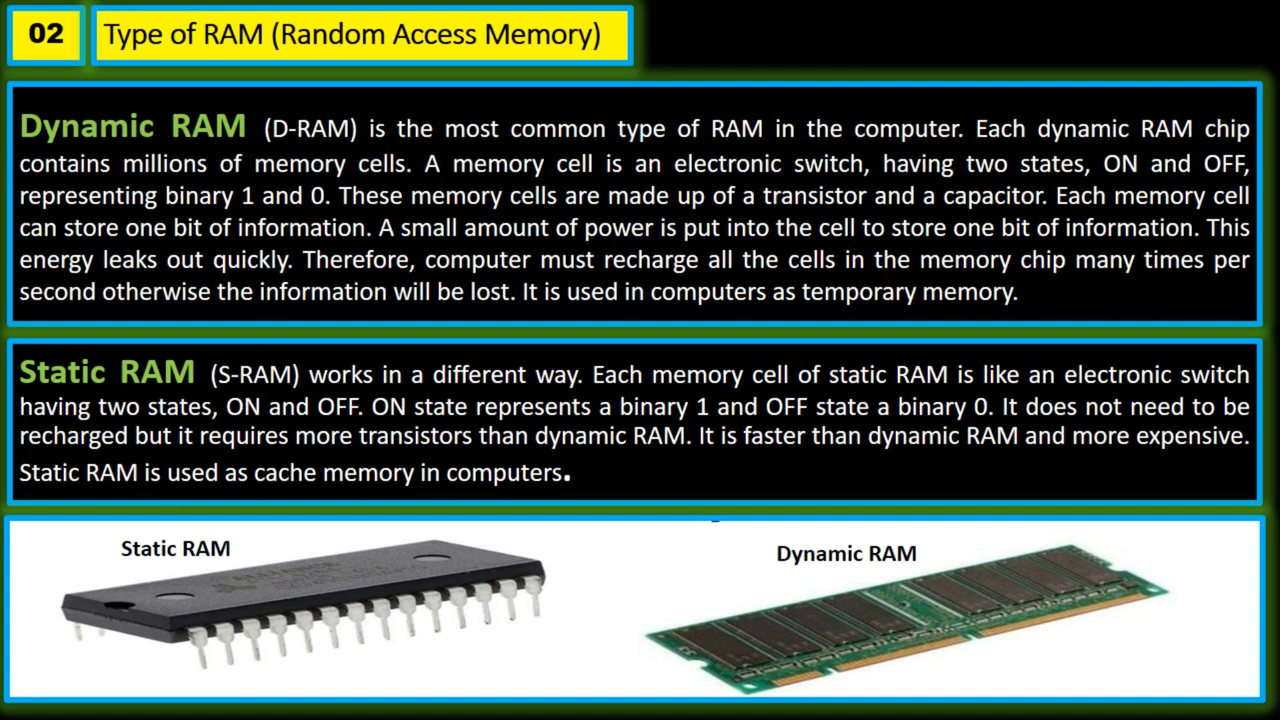 02
Type of RAM (Random Access Memory)
Dynamic RAM (D-RAM) is the most common type of RAM in the computer. Each dynamic RAM chip
contains millions of memory cells. A memory cell is an electronic switch, having two states, ON and OFF,
representing binary 1 and 0. These memory cells are made up of a transistor and a capacitor. Each memory cell
can store one bit of information. A small amount of power is put into the cell to store one bit of information. This
energy leaks out quickly. Therefore, computer must recharge all the cells in the memory chip many times per
second otherwise the information will be lost. It is used in computers as temporary memory.
Static RAM (S-RAM) works in a different way. Each memory cell of static RAM is like an electronic switch
having two states, ON and OFF. ON state represents a binary 1 and OFF state a binary 0. It does not need to be
recharged but it requires more transistors than dynamic RAM. It is faster than dynamic RAM and more expensive.
Static RAM is used as cache memory in computers.
Static RAM
Dynamic RAM